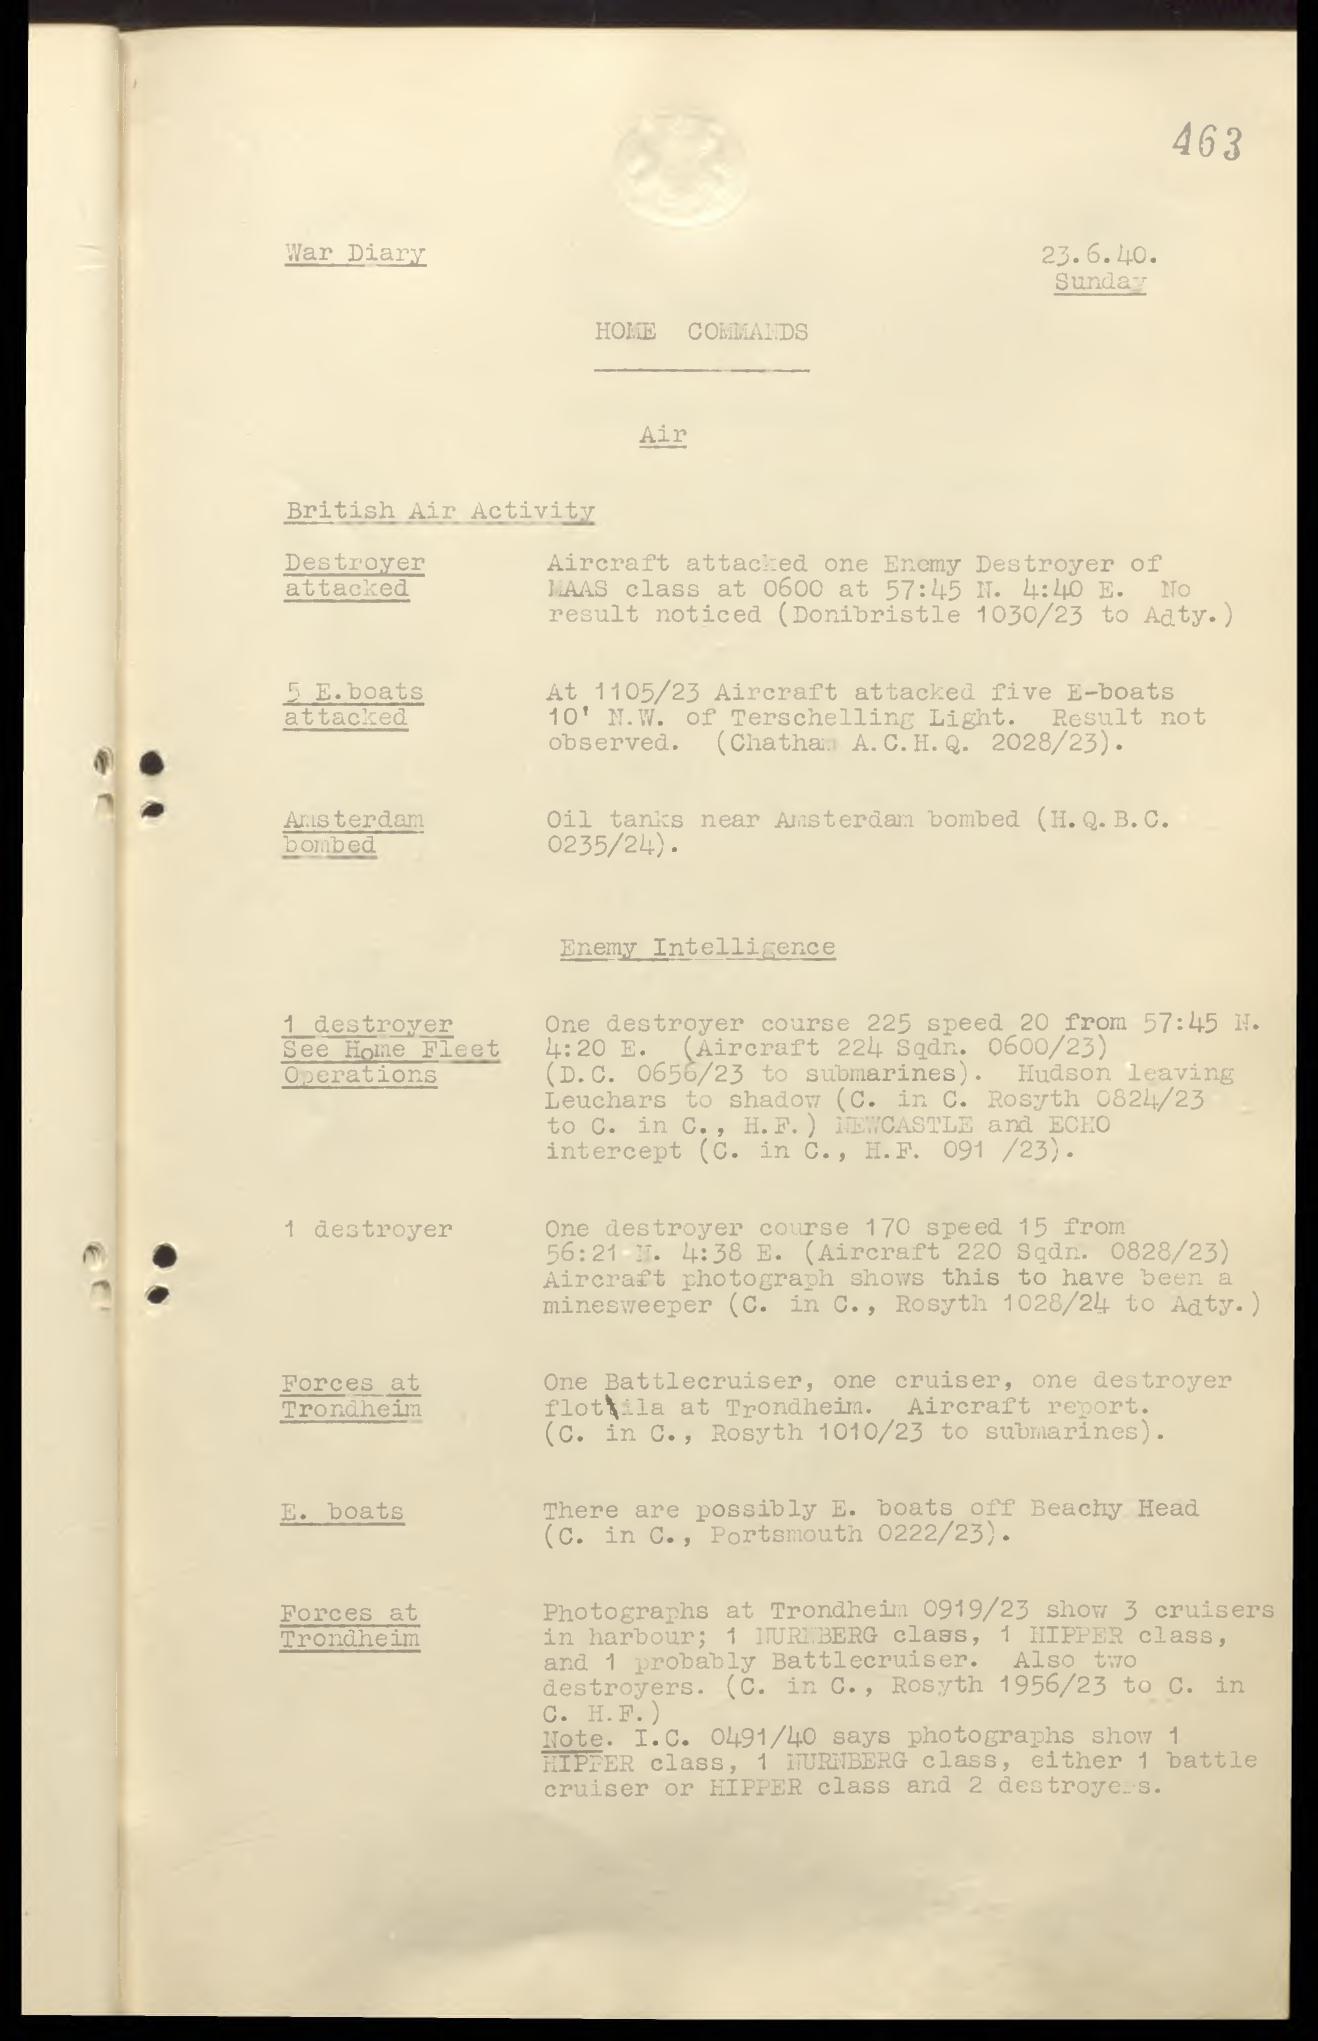 463
War Diary
23.6.40.
Sunday
HOME COMMANDS
Air
British Air Activity
Destroyer
attacked
Aircraft attacked one Enemy Destroyer of
MAAS class at 0600 at 57:45 N. 4:40 E. No
result noticed (Donibristle 1030/23 to Adty.)
5 E.boats
attacked
At 1105/23 Aircraft attacked five E-boats
10' N.W. of Terschelling Light. Result not
observed. (Chatham A.C.H.Q. 2028/23).
Amsterdam
bombed
Oil tanks near Amsterdam bombed (H.Q.B.C.
0235/24).
Enemy Intelligence
1 destroyer
See Home Fleet
Operations
One destroyer course 225 speed 20 from 57:45 N.
4:20 E. (Aircraft 224 Sqdn. 0600/23)
(D.C. 0656/23 to submarines). Hudson leaving
Leuchars to shadow (C. in C. Rosyth 0824/23
to C. in C., H.F.) NEWCASTLE and ECHO
intercept (C. in C., H.F. 091 /23).
1 destroyer
One destroyer course 170 speed 15 from
56:21 N. 4:38 E. (Aircraft 220 Sqdn. 0828/23)
Aircraft photograph shows this to have been a
minesweeper (C. in C., Rosyth 1028/24 to Adty.)
Forces at
Trondheim
One Battlecruiser, one cruiser, one destroyer
flotila at Trondheim. Aircraft report.
(C. in C., Rosyth 1010/23 to submarines).
E. boats
There are possibly E. boats off Beachy Head
(C. in C., Portsmouth 0222/23).
Forces at
Trondheim
Photographs at Trondheim 0919/23 show 3 cruisers
in harbour; 1 NURNBERG class, 1 HIPPER class,
and 1 probably Battlecruiser. Also two
destroyers. (C. in C., Rosyth 1956/23 to C. in
C. H.F.)
Note. I.C. 0491/40 says photographs show 1
HIPPER class, 1 NURNBERG class, either 1 battle
cruiser or HIPPER class and 2 destroyers.